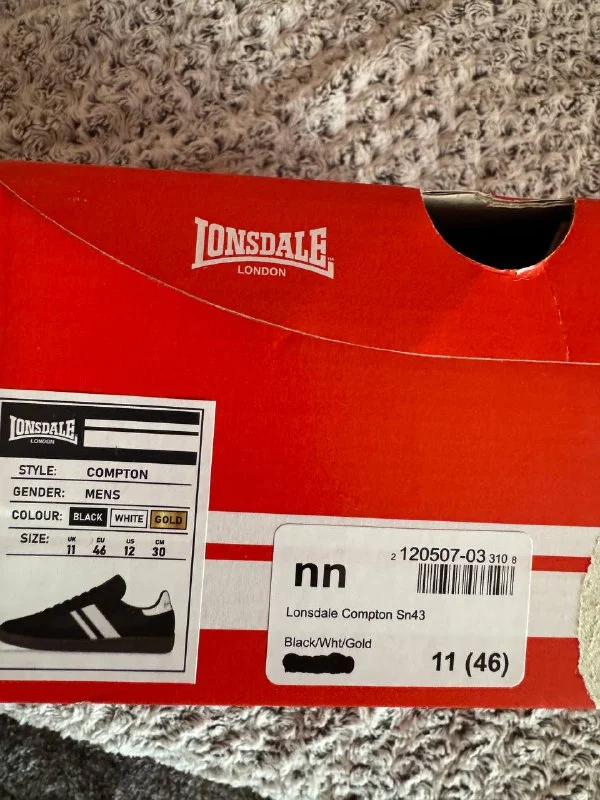 LONSDALE
LONDON
LONSDALE
LONDON
STYLE: COMPTON
GENDER: MENS
COLOUR: BLACK WHITE GOLD
SIZE: UK 11 EU 46 US 12 CM 30
nn
2 120507-03 310 8
Lonsdale Compton Sn43
Black/Wht/Gold
11 (46)